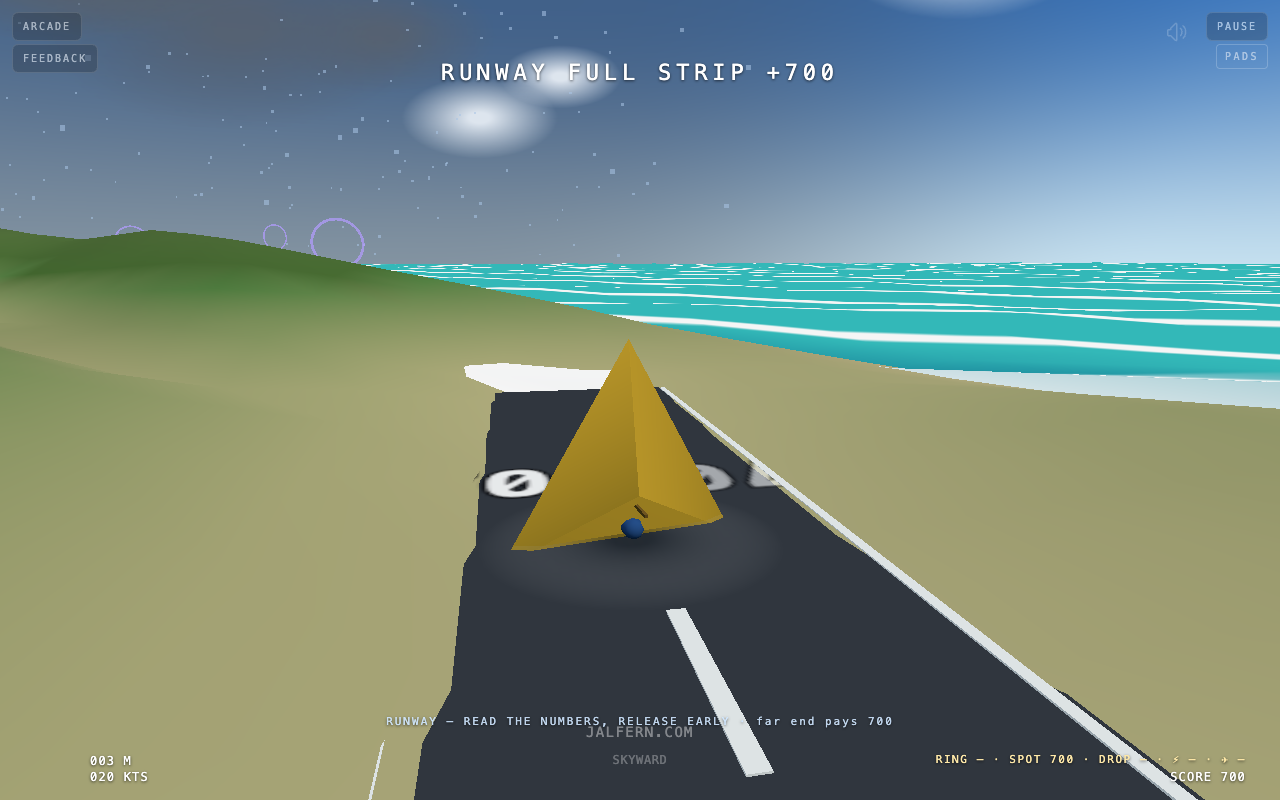 ARCADE
PAUSE
FEEDBACK
PADS
RUNWAY FULL STRIP +700
RUNWAY — READ THE NUMBERS, RELEASE EARLY · far end pays 700
JALFERN.COM
SKYWARD
003 M
020 KTS
RING — · SPOT 700 · DROP — · ⚡ — · ✈ —
SCORE 700